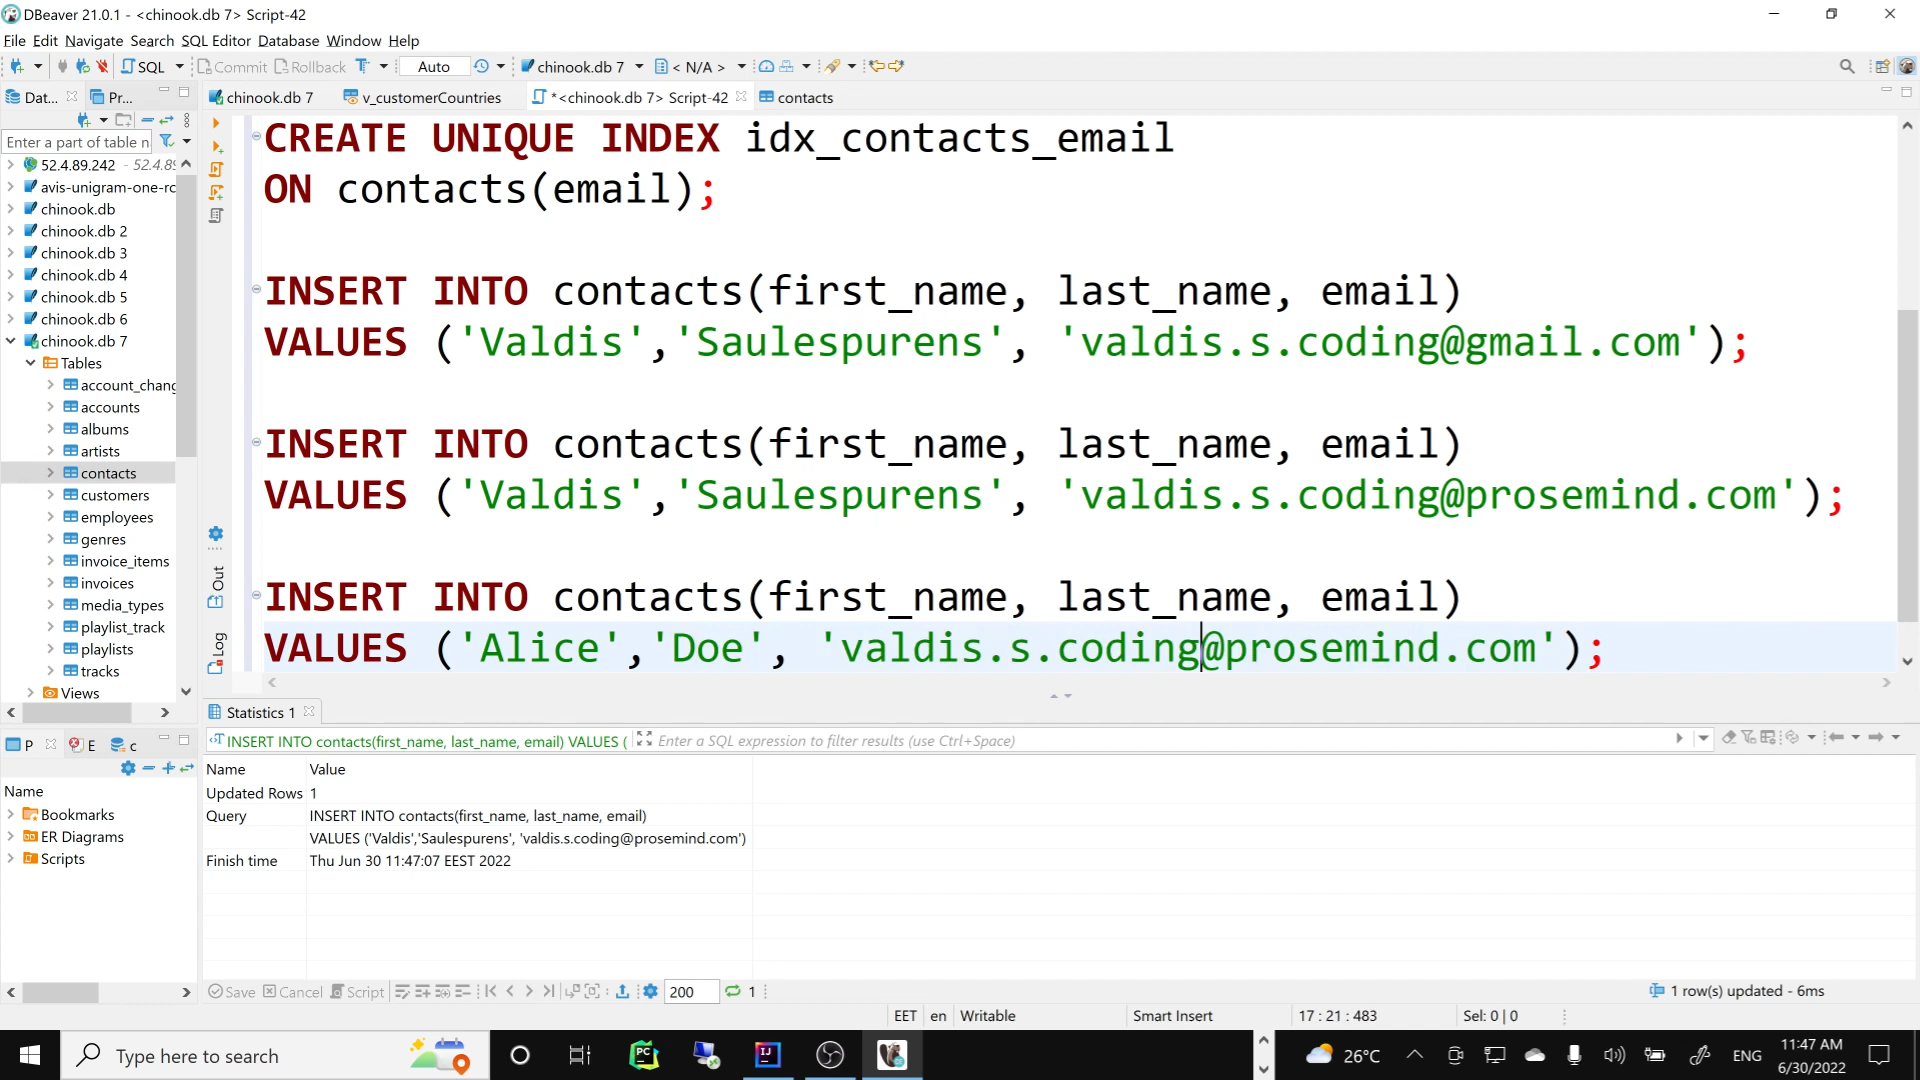 DBeaver 21.0.1 - <chinook.db 7> Script-42
File Edit Navigate Search SQL Editor Database Window Help
SQL Commit Rollback Auto chinook.db 7 < N/A >
Dat... Pr... chinook.db 7 v_customerCountries *<chinook.db 7> Script-42 contacts
Enter a part of table n
52.4.89.242 - 52.4.89
avis-unigram-one-rc
chinook.db
chinook.db 2
chinook.db 3
chinook.db 4
chinook.db 5
chinook.db 6
chinook.db 7
Tables
account_chang
accounts
albums
artists
contacts
customers
employees
genres
invoice_items
invoices
media_types
playlist_track
playlists
tracks
Views
CREATE UNIQUE INDEX idx_contacts_email
ON contacts(email);
INSERT INTO contacts(first_name, last_name, email)
VALUES ('Valdis','Saulespurens', 'valdis.s.coding@gmail.com');
INSERT INTO contacts(first_name, last_name, email)
VALUES ('Valdis','Saulespurens', 'valdis.s.coding@prosemind.com');
INSERT INTO contacts(first_name, last_name, email)
VALUES ('Alice','Doe', 'valdis.s.coding@prosemind.com');
Out
Log
P E c
Name
Bookmarks
ER Diagrams
Scripts
Statistics 1
INSERT INTO contacts(first_name, last_name, email) VALUES ( Enter a SQL expression to filter results (use Ctrl+Space)
Name Value
Updated Rows 1
Query INSERT INTO contacts(first_name, last_name, email)
VALUES ('Valdis','Saulespurens', 'valdis.s.coding@prosemind.com')
Finish time Thu Jun 30 11:47:07 EEST 2022
Save Cancel Script 200 1 1 row(s) updated - 6ms
EET en Writable Smart Insert 17 : 21 : 483 Sel: 0 | 0
Type here to search PC IJ 26°C ENG 11:47 AM
6/30/2022